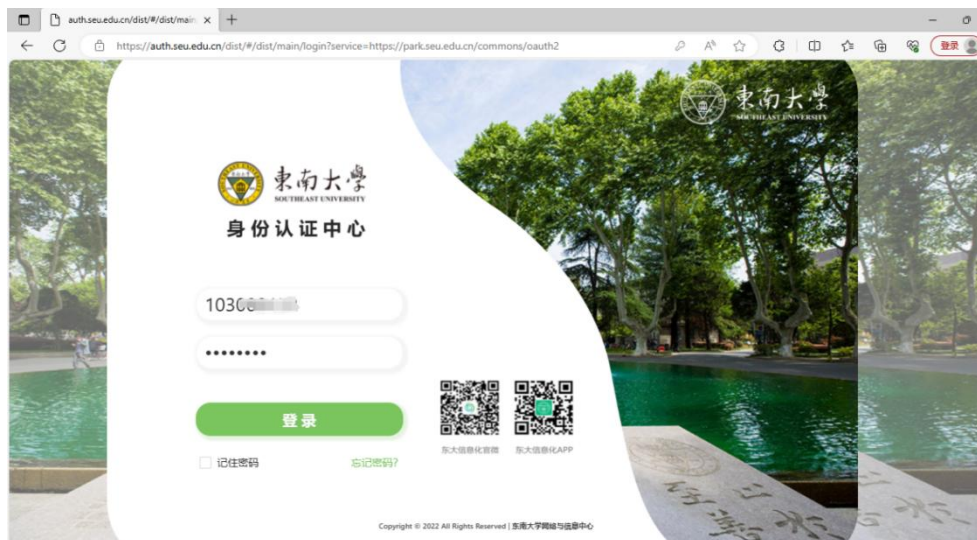 auth.seu.edu.cn/dist/#/dist/main
https://auth.seu.edu.cn/dist/#/dist/main/login?service=https://park.seu.edu.cn/commons/oauth2
登录
東南大學
SOUTHEAST UNIVERSITY
東南大學
SOUTHEAST UNIVERSITY
身份认证中心
••••••••
登录
记住密码
忘记密码?
东大信息化官微
东大信息化APP
Copyright © 2022 All Rights Reserved | 东南大学网络与信息中心